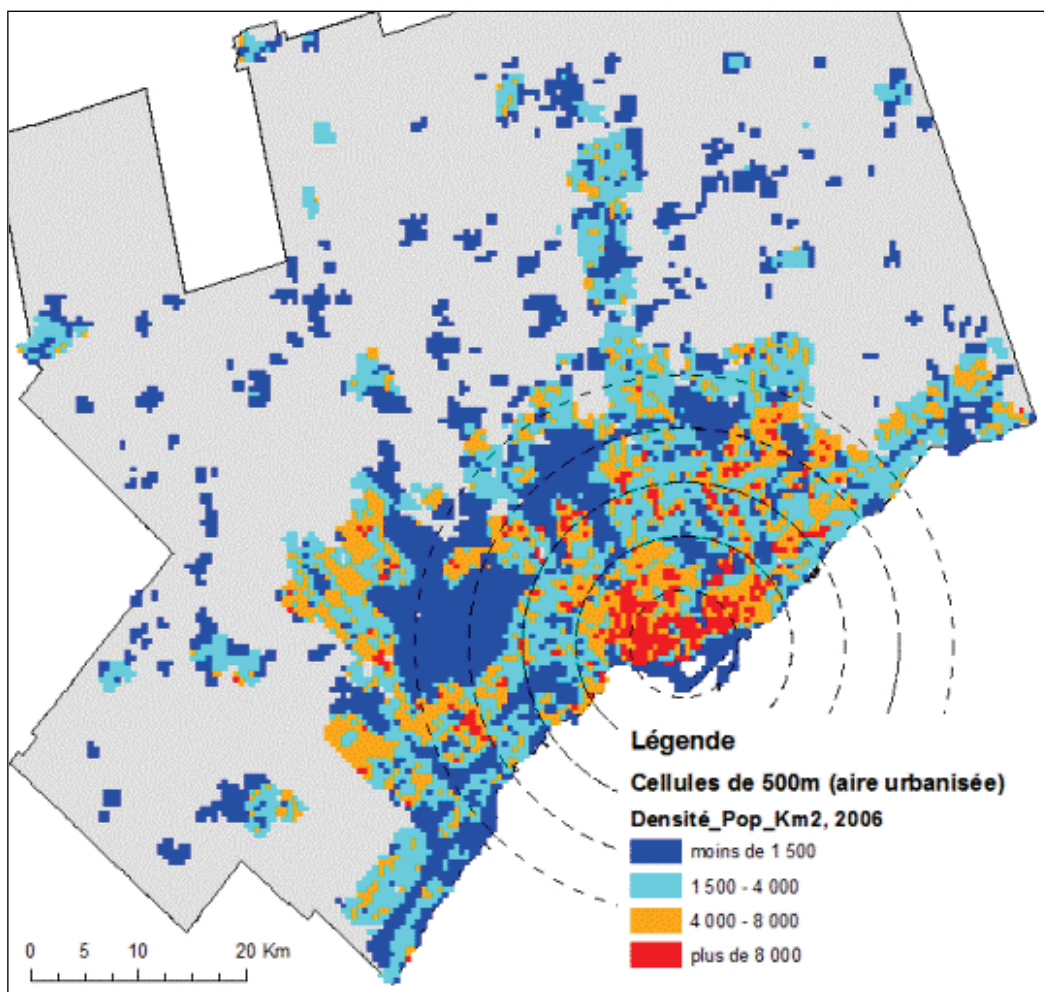 Légende
Cellules de 500m (aire urbanisée)
Densité_Pop_Km2, 2006
moins de 1 500
1 500 - 4 000
4 000 - 8 000
plus de 8 000
0 5 10 20 Km